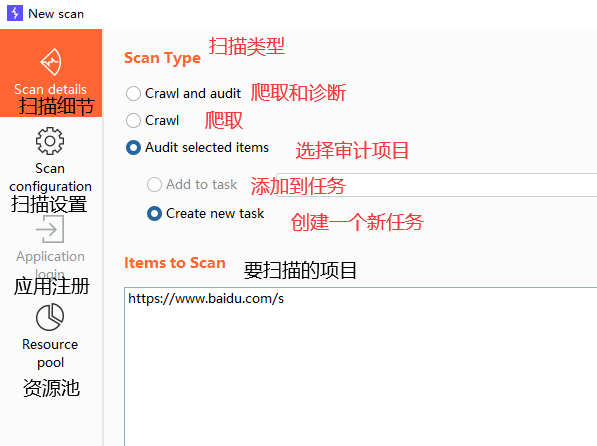 New scan
Scan details
扫描细节
Scan configuration
扫描设置
Application login
应用注册
Resource pool
资源池
Scan Type 扫描类型
Crawl and audit 爬取和诊断
Crawl 爬取
Audit selected items 选择审计项目
Add to task 添加到任务
Create new task 创建一个新任务
Items to Scan 要扫描的项目
https://www.baidu.com/s